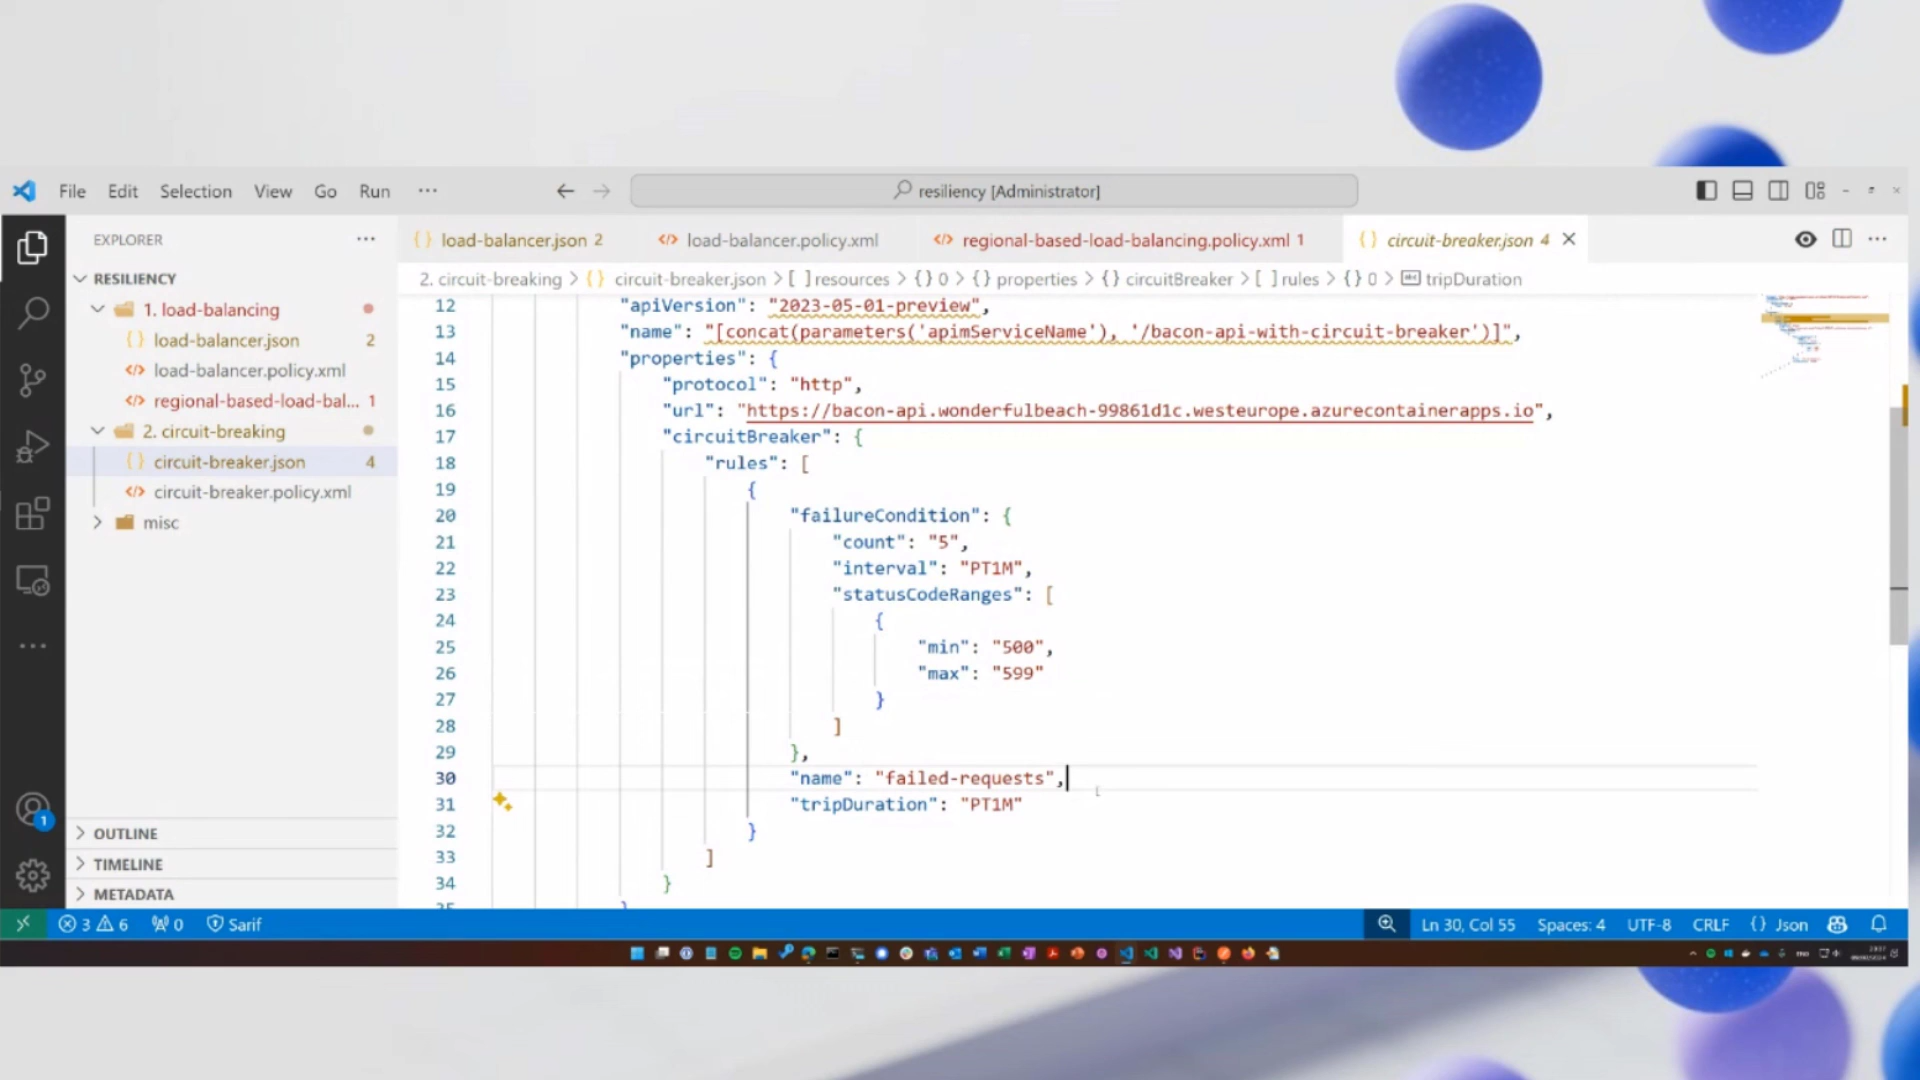 File Edit Selection View Go Run ···
resiliency [Administrator]
EXPLORER
RESILIENCY
1. load-balancing
load-balancer.json 2
load-balancer.policy.xml
regional-based-load-bal... 1
2. circuit-breaking
circuit-breaker.json 4
circuit-breaker.policy.xml
misc
OUTLINE
TIMELINE
METADATA
1
load-balancer.json 2
load-balancer.policy.xml
regional-based-load-balancing.policy.xml 1
circuit-breaker.json 4
2. circuit-breaking > {} circuit-breaker.json > [ ] resources > {} 0 > {} properties > {} circuitBreaker > [ ] rules > {} 0 > tripDuration
12 "apiVersion": "2023-05-01-preview",
13 "name": "[concat(parameters('apimServiceName'), '/bacon-api-with-circuit-breaker')]",
14 "properties": {
15 "protocol": "http",
16 "url": "https://bacon-api.wonderfulbeach-99861d1c.westeurope.azurecontainerapps.io",
17 "circuitBreaker": {
18 "rules": [
19 {
20 "failureCondition": {
21 "count": "5",
22 "interval": "PT1M",
23 "statusCodeRanges": [
24 {
25 "min": "500",
26 "max": "599"
27 }
28 ]
29 },
30 "name": "failed-requests",
31 "tripDuration": "PT1M"
32 }
33 ]
34 }
3 6 0 Sarif
Ln 30, Col 55 Spaces: 4 UTF-8 CRLF {} Json